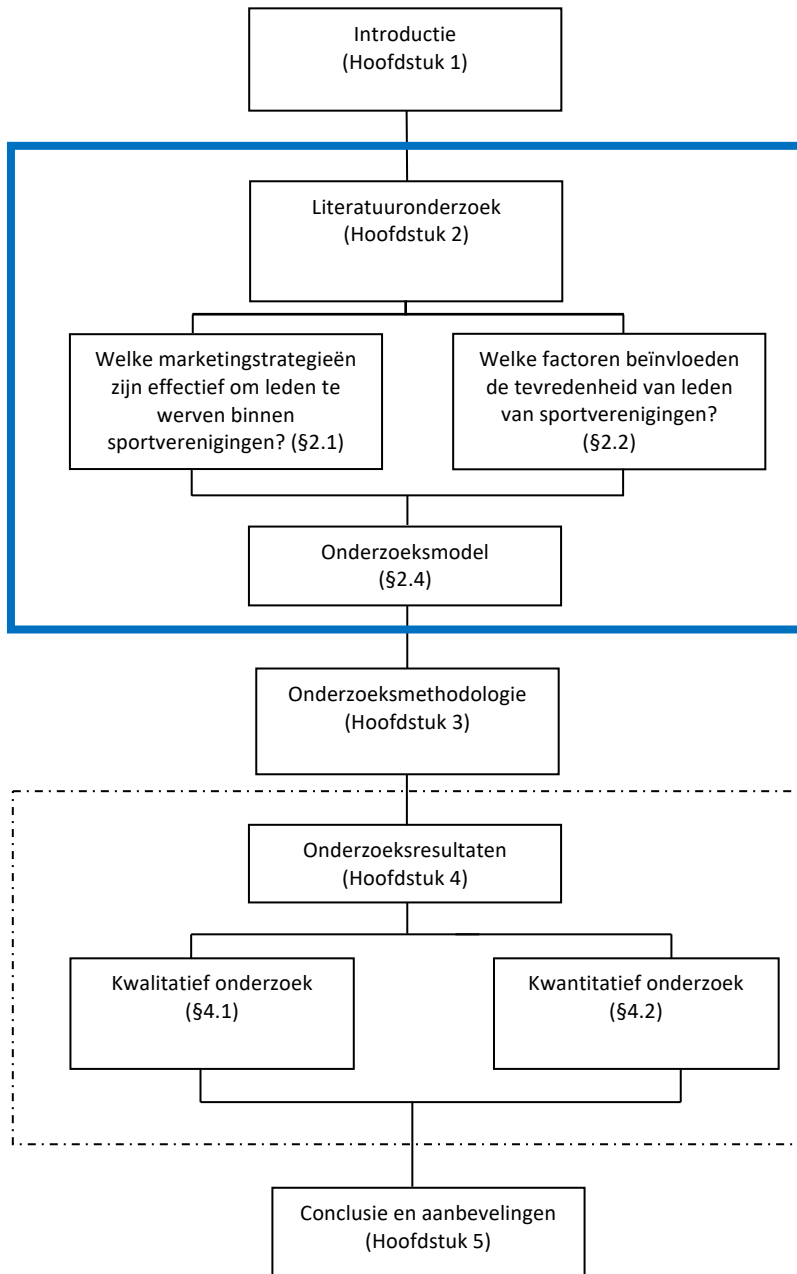 Introductie
(Hoofdstuk 1)
Literatuuronderzoek
(Hoofdstuk 2)
Welke marketingstrategieën
zijn effectief om leden te
werven binnen
sportverenigingen? (§2.1)
Welke factoren beïnvloeden
de tevredenheid van leden
van sportverenigingen?
(§2.2)
Onderzoeksmodel
(§2.4)
Onderzoeksmethodologie
(Hoofdstuk 3)
Onderzoeksresultaten
(Hoofdstuk 4)
Kwalitatief onderzoek
(§4.1)
Kwantitatief onderzoek
(§4.2)
Conclusie en aanbevelingen
(Hoofdstuk 5)